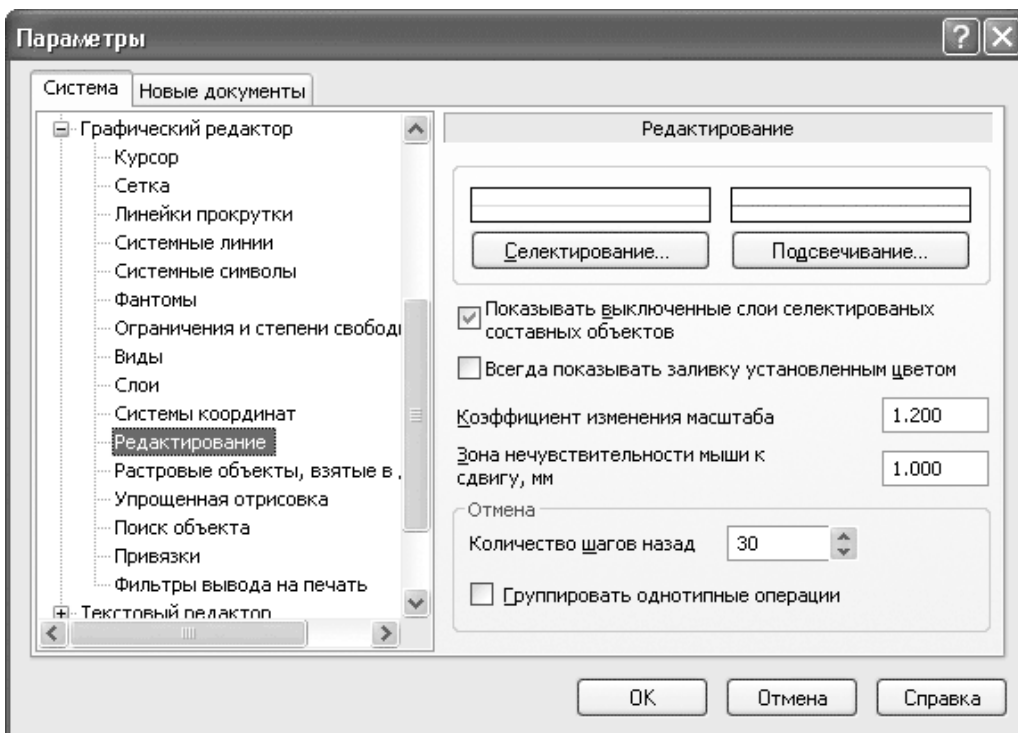 Параметры
Система
Новые документы
Графический редактор
Курсор
Сетка
Линейки прокрутки
Системные линии
Системные символы
Фантомы
Ограничения и степени свободы
Виды
Слои
Системы координат
Редактирование
Растровые объекты, взятые в
Упрощенная отрисовка
Поиск объекта
Привязки
Фильтры вывода на печать
Текстовый редактор
Редактирование
Селектирование...
Подсвечивание...
Показывать выключенные слои селектированых
составных объектов
Всегда показывать заливку установленным цветом
Коэффициент изменения масштаба
1.200
Зона нечувствительности мыши к
сдвигу, мм
1.000
Отмена
Количество шагов назад
30
Группировать однотипные операции
OK
Отмена
Справка